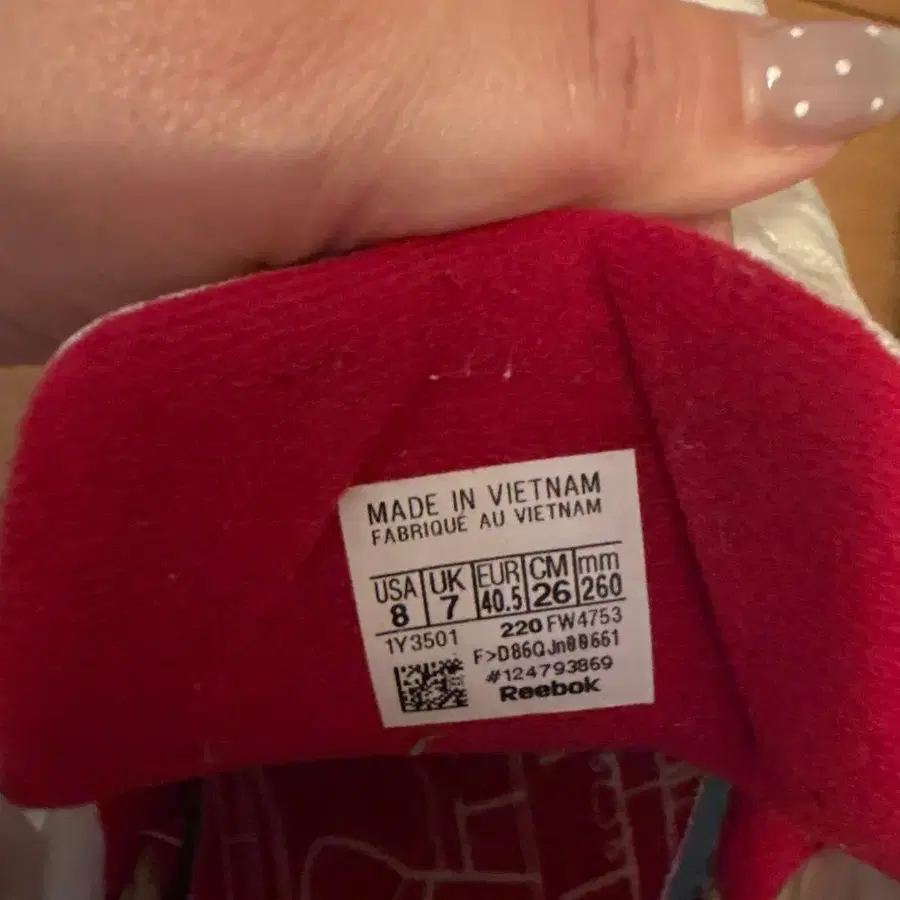 MADE IN VIETNAM
FABRIQUÉ AU VIETNAM
USA UK EUR CM mm
8 7 40.5 26 260
1Y3501 220 FW4753
F>D86QJn00661
#124793869
Reebok